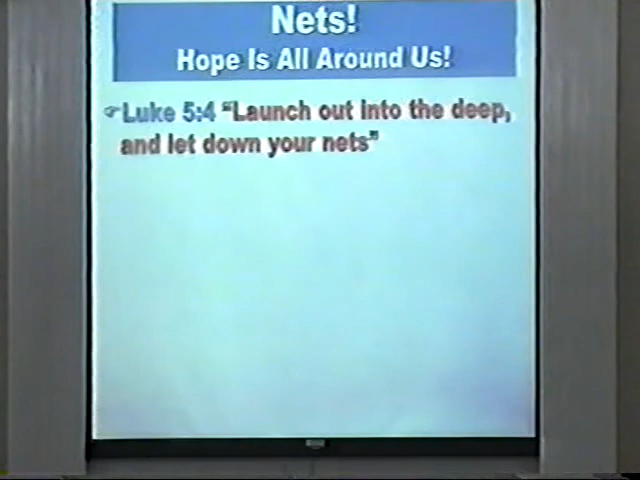 Nets!
Hope Is All Around Us!
☞Luke 5:4 “Launch out into the deep,
and let down your nets”